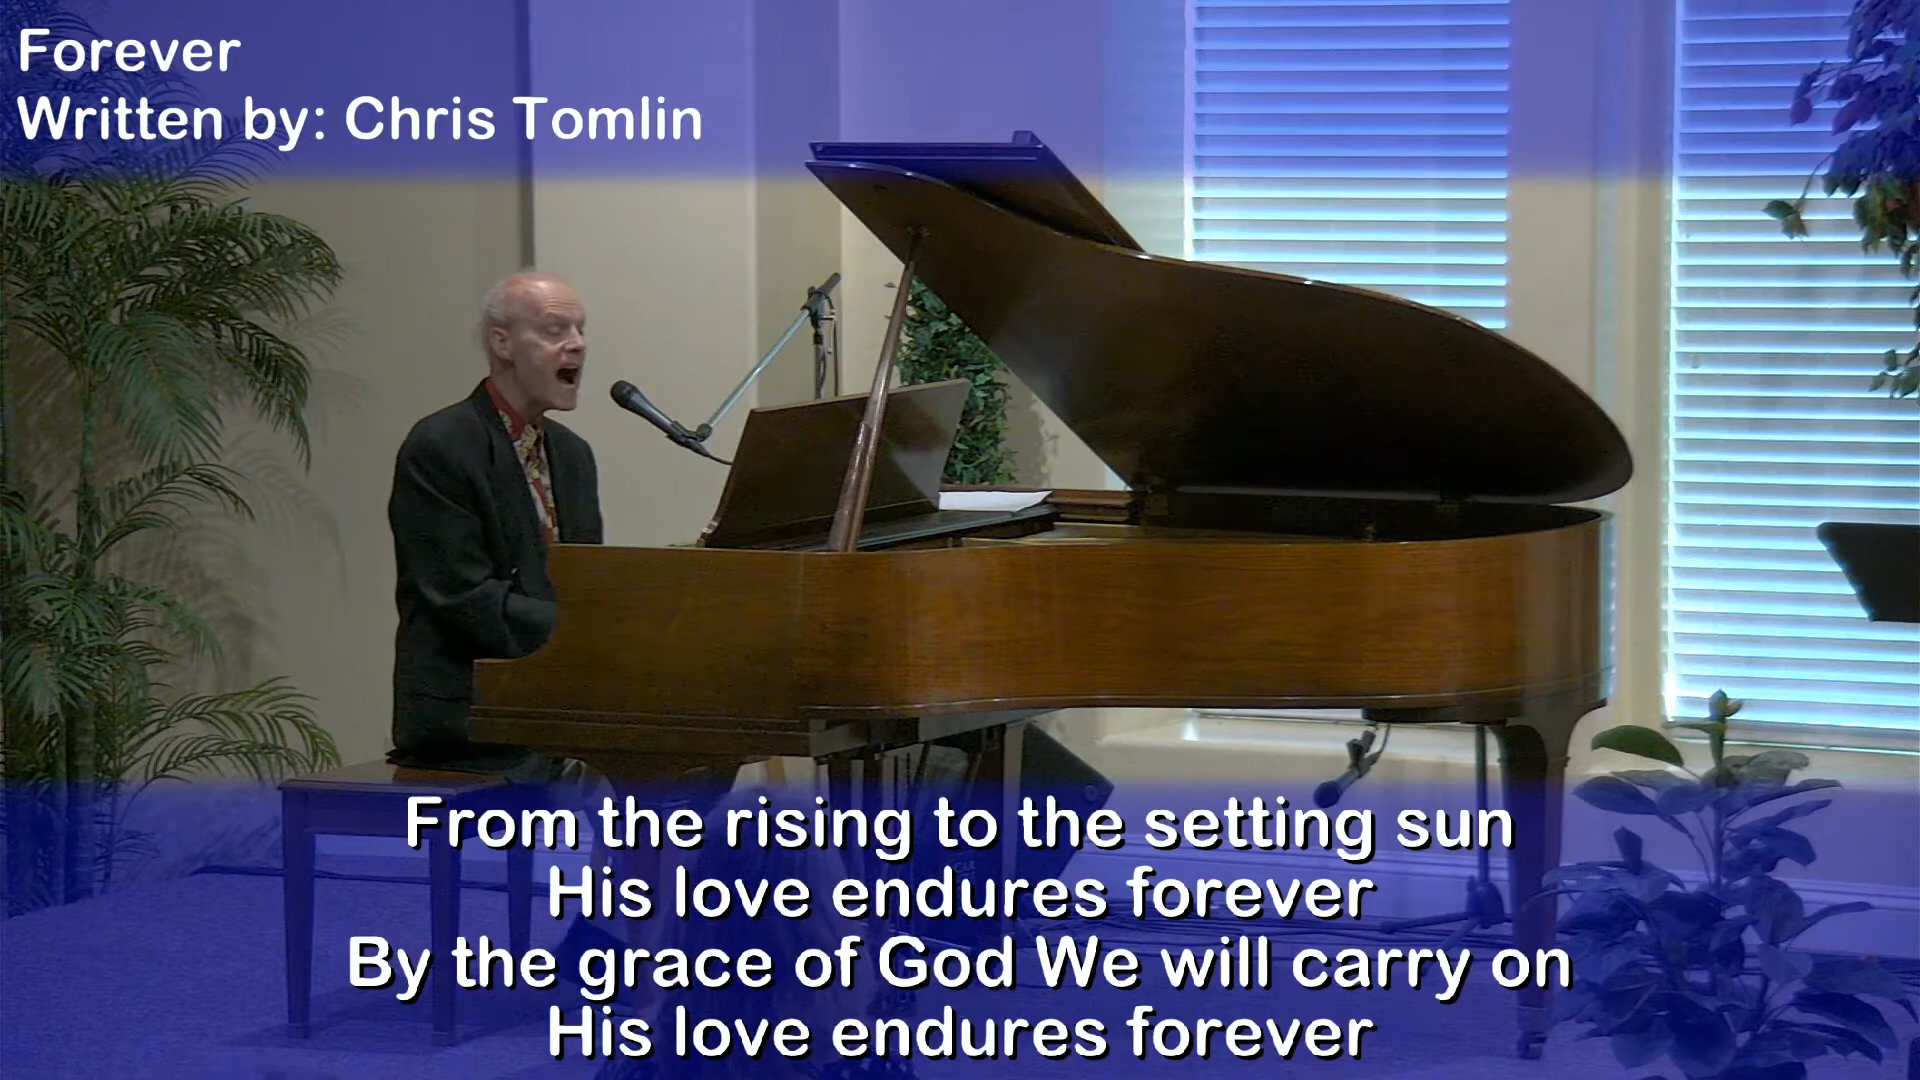 Forever
Written by: Chris Tomlin
From the rising to the setting sun
His love endures forever
By the grace of God We will carry on
His love endures forever